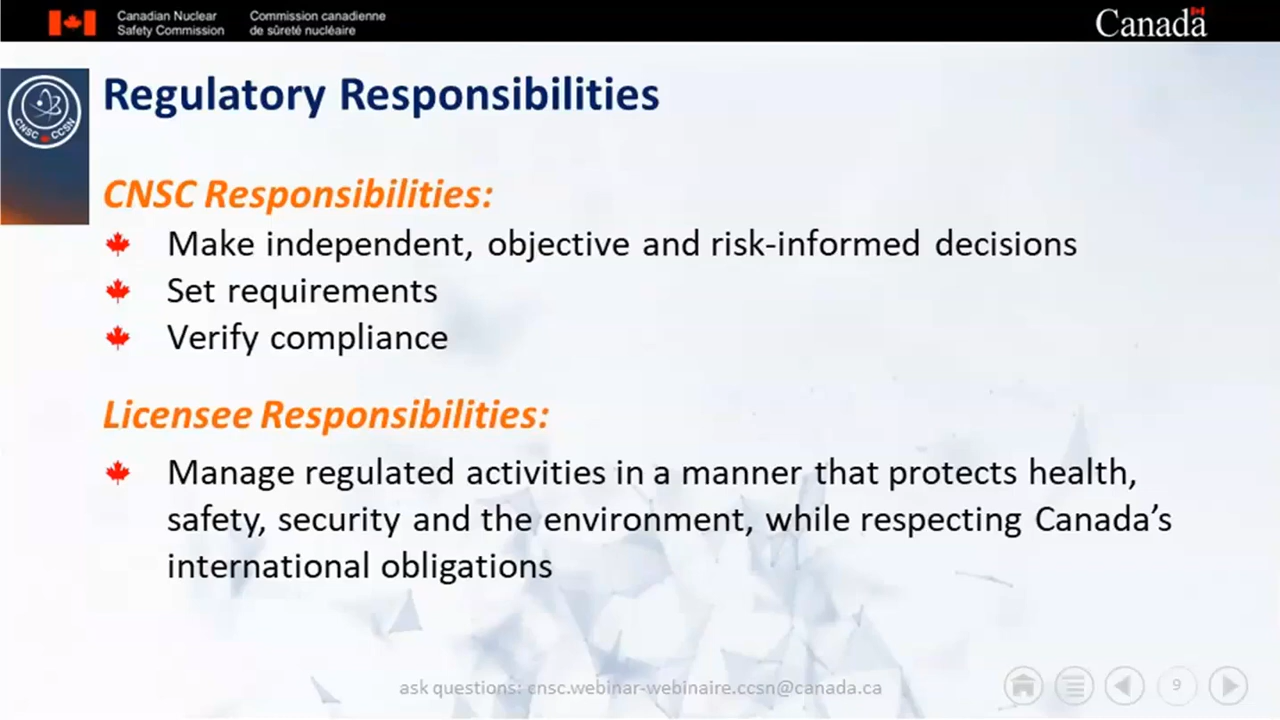 Canadian Nuclear
Safety Commission
Commission canadienne
de sûreté nucléaire
Canada
CNSC CCSN
Regulatory Responsibilities
CNSC Responsibilities:
Make independent, objective and risk-informed decisions
Set requirements
Verify compliance
Licensee Responsibilities:
Manage regulated activities in a manner that protects health,
safety, security and the environment, while respecting Canada's
international obligations
ask questions: cnsc.webinar-webinaire.ccsn@canada.ca
9